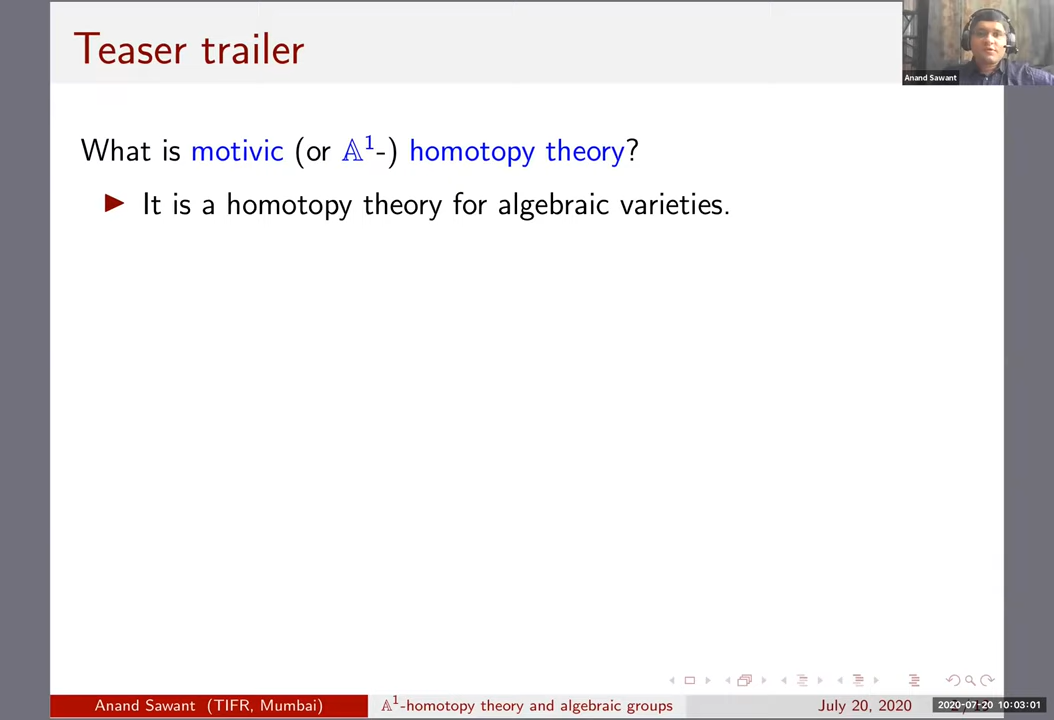 Teaser trailer
Anand Sawant
What is motivic (or 𝔸¹-) homotopy theory?
▶ It is a homotopy theory for algebraic varieties.
Anand Sawant (TIFR, Mumbai) 𝔸¹-homotopy theory and algebraic groups July 20, 2020
2020-07-20 10:03:01